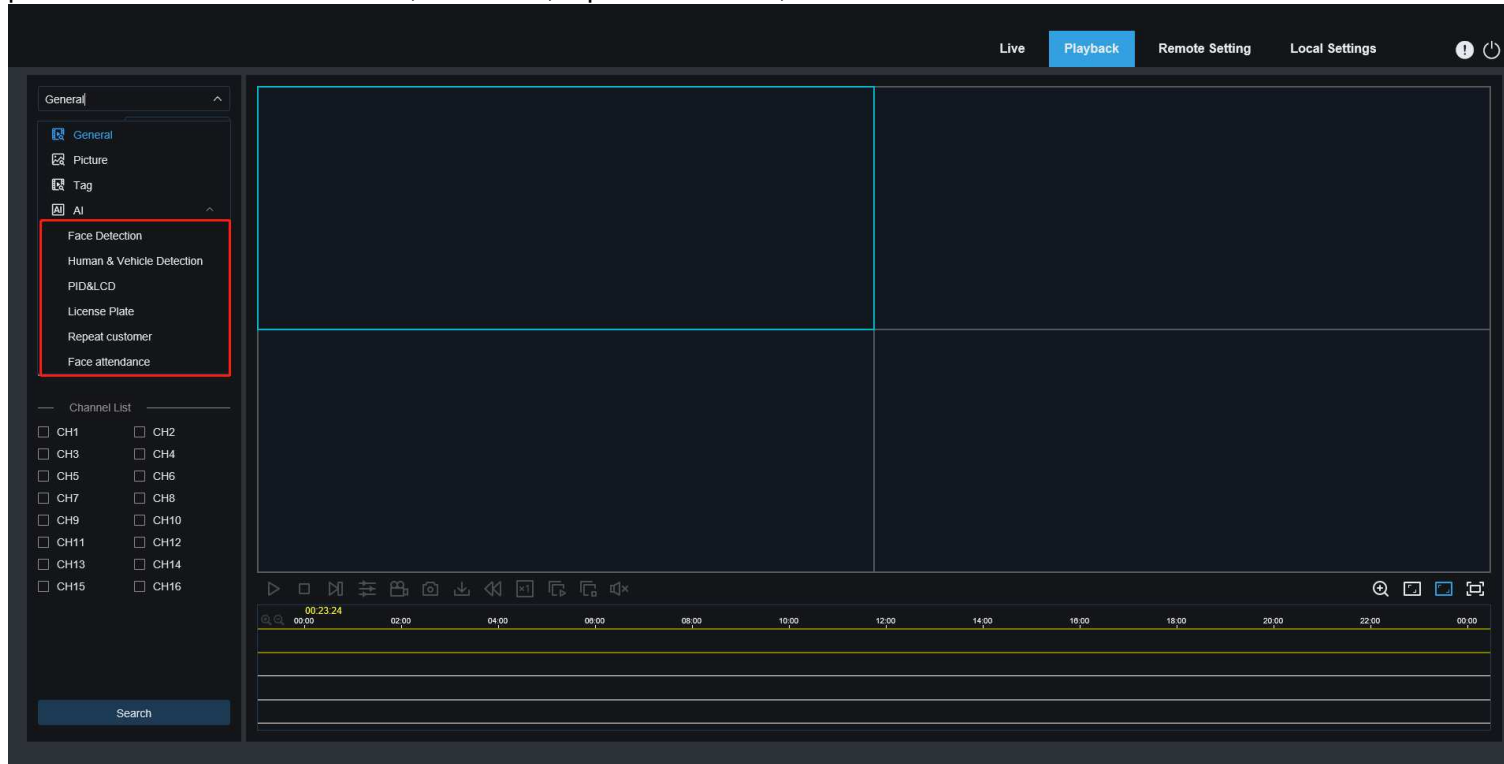 Live Playback Remote Setting Local Settings
General
General
Picture
Tag
AI AI
Face Detection
Human & Vehicle Detection
PID&LCD
License Plate
Repeat customer
Face attendance
Channel List
CH1 CH2
CH3 CH4
CH5 CH6
CH7 CH8
CH9 CH10
CH11 CH12
CH13 CH14
CH15 CH16
Search
×1
00:23:24
00:00 02:00 04:00 06:00 08:00 10:00 12:00 14:00 16:00 18:00 20:00 22:00 00:00